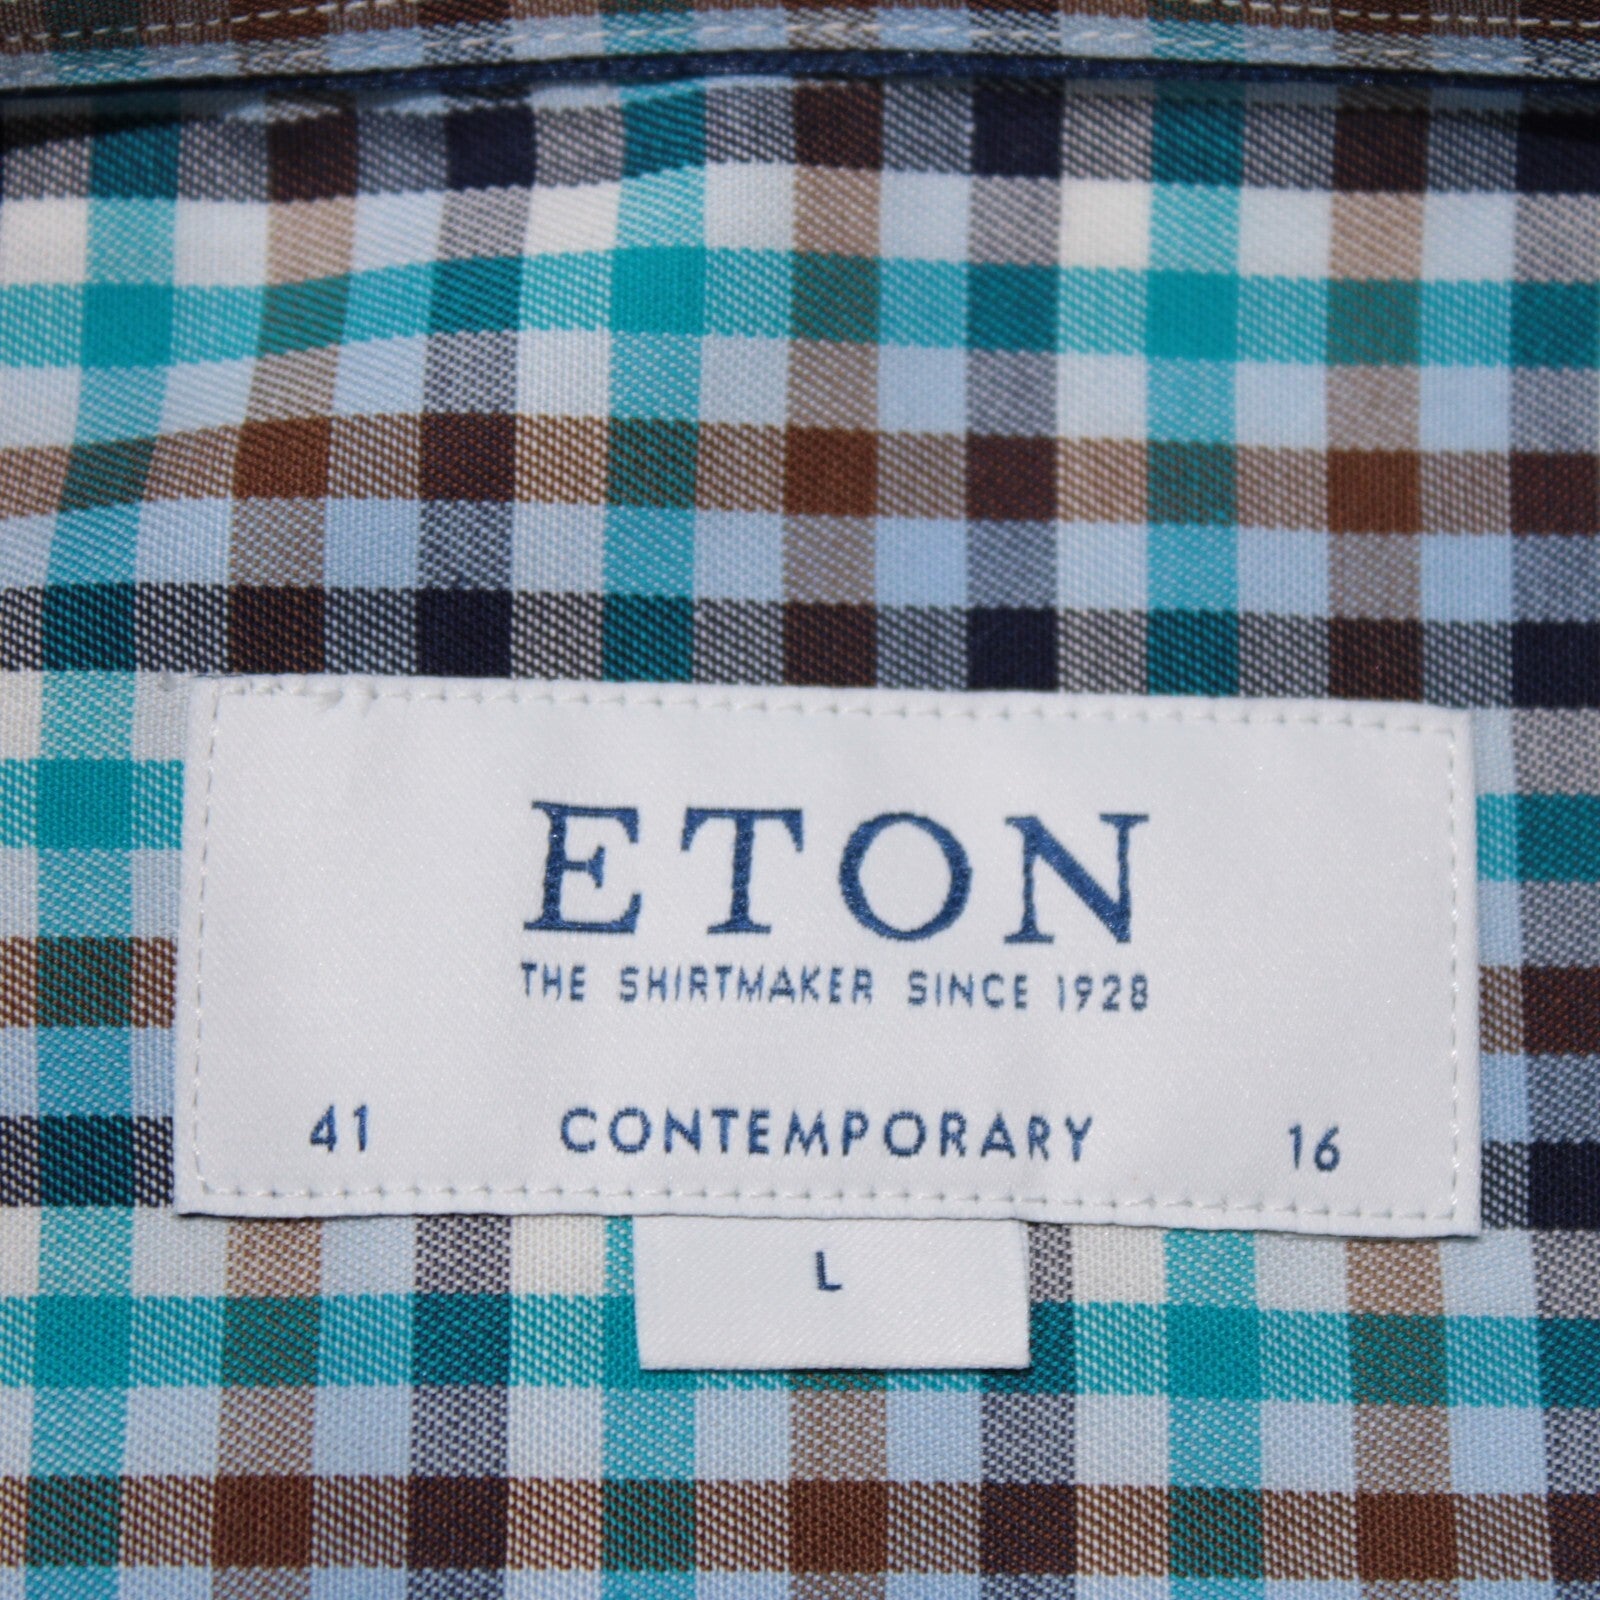 ETON
THE SHIRTMAKER SINCE 1928
41 CONTEMPORARY 16
L